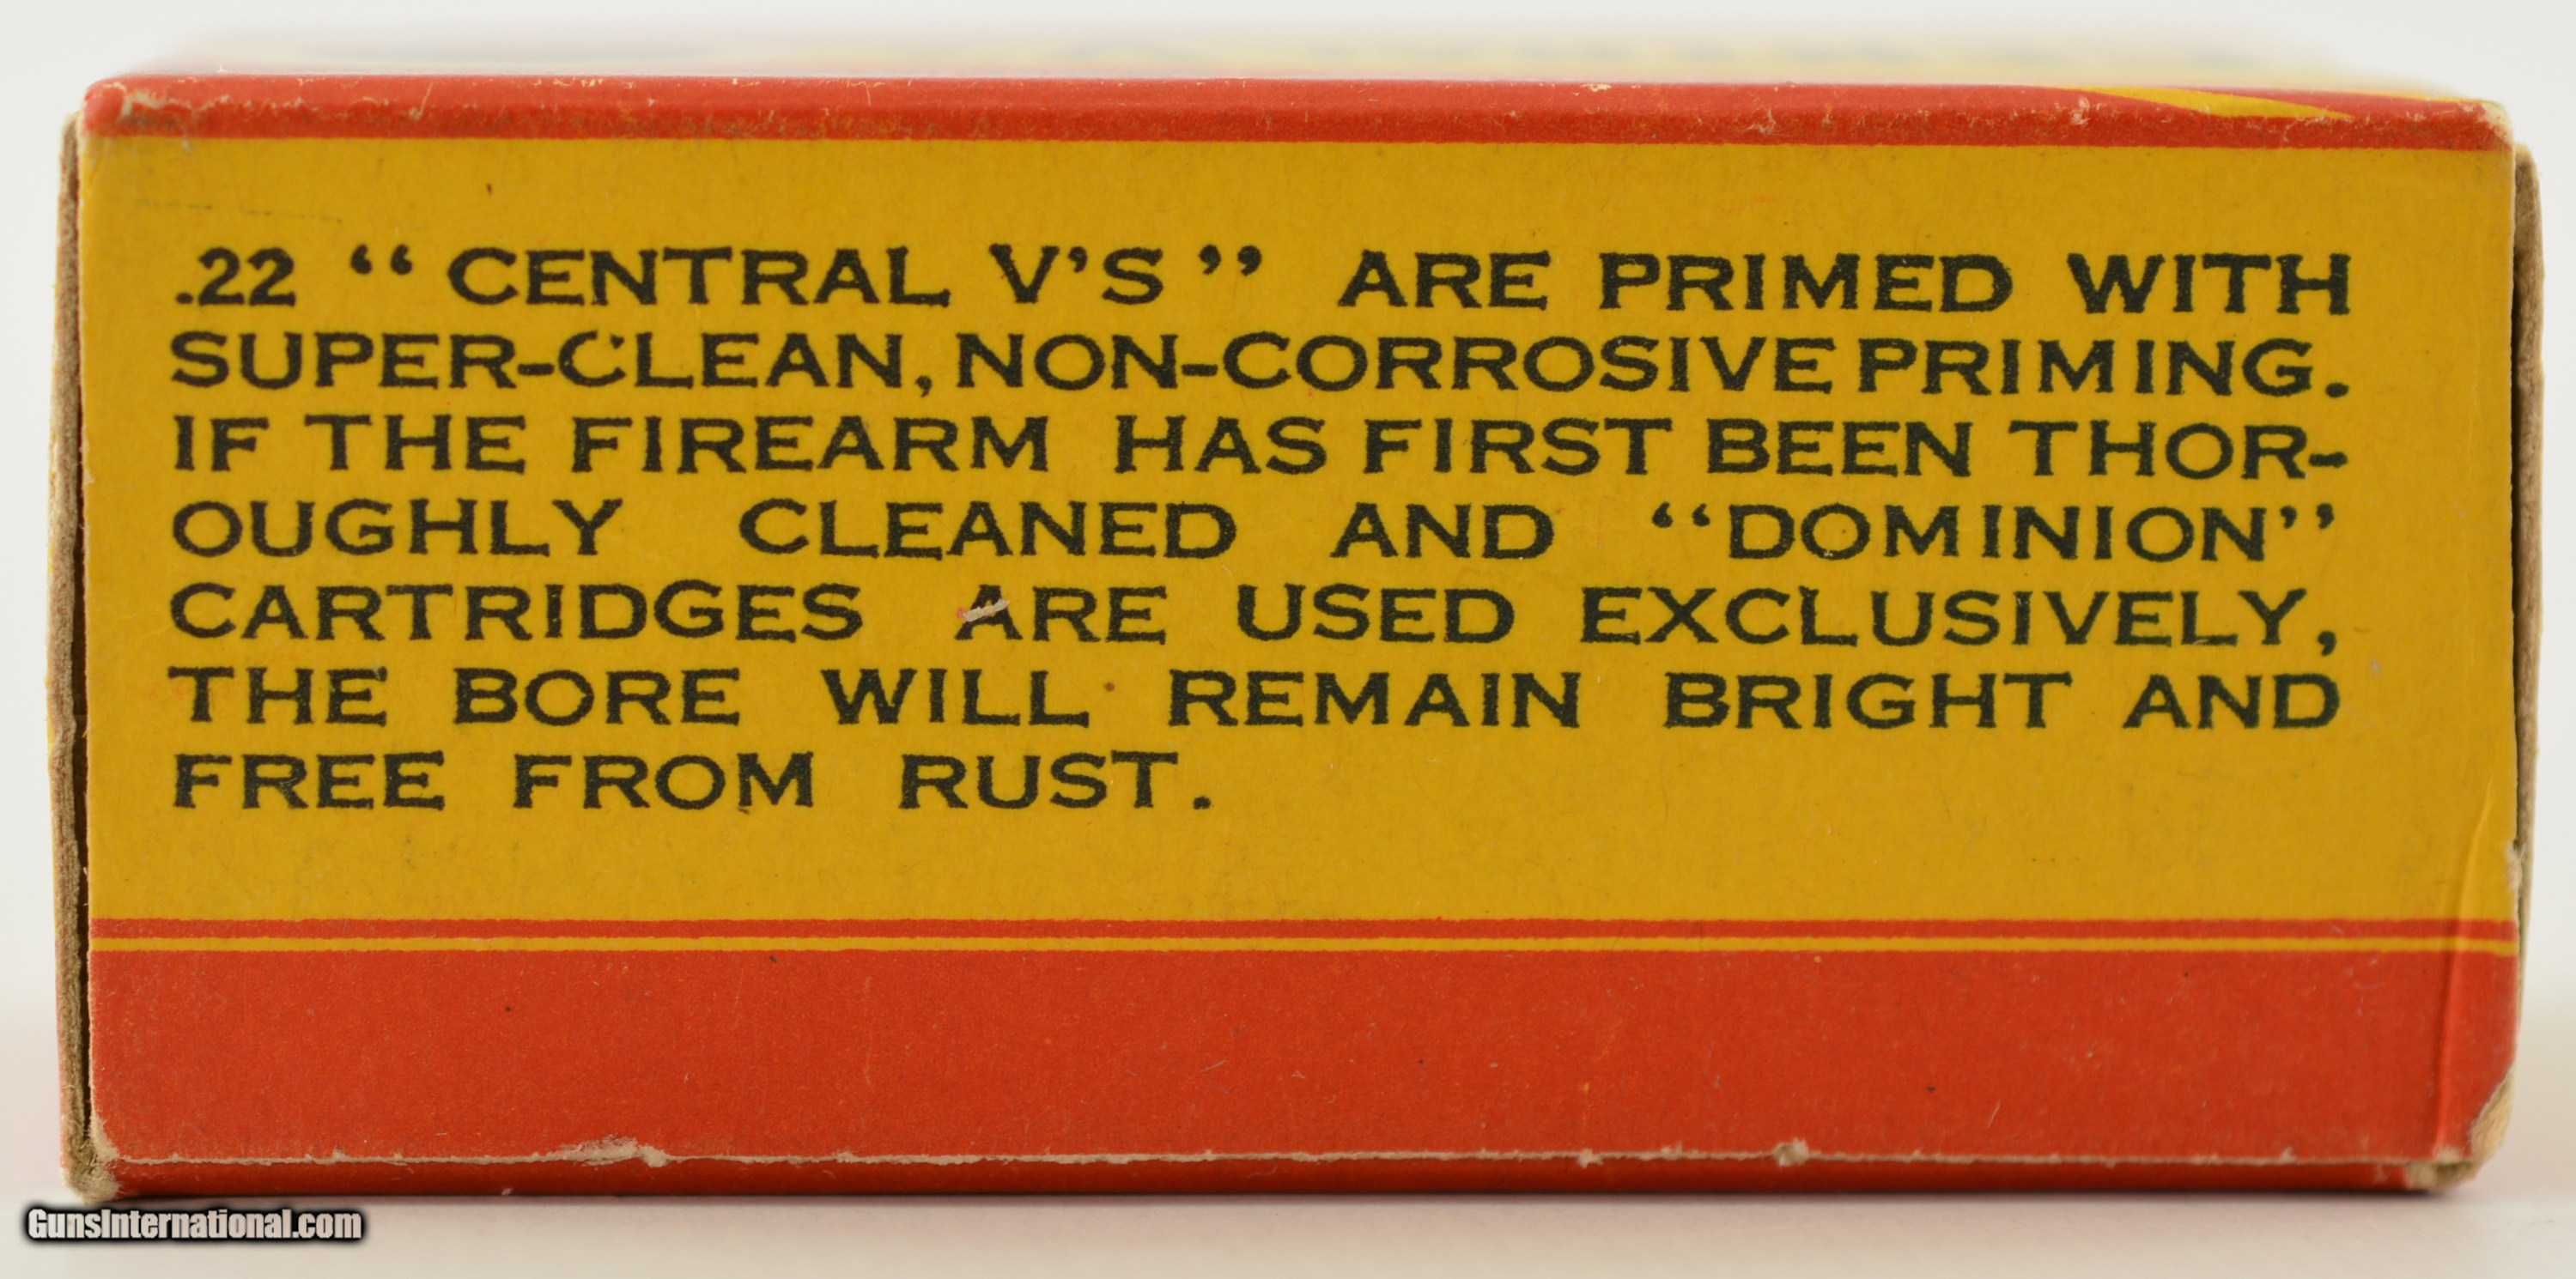 .22 “CENTRAL V’S” ARE PRIMED WITH
SUPER-CLEAN, NON-CORROSIVE PRIMING.
IF THE FIREARM HAS FIRST BEEN THOR-
OUGHLY CLEANED AND “DOMINION”
CARTRIDGES ARE USED EXCLUSIVELY,
THE BORE WILL REMAIN BRIGHT AND
FREE FROM RUST.
GunsInternational.com